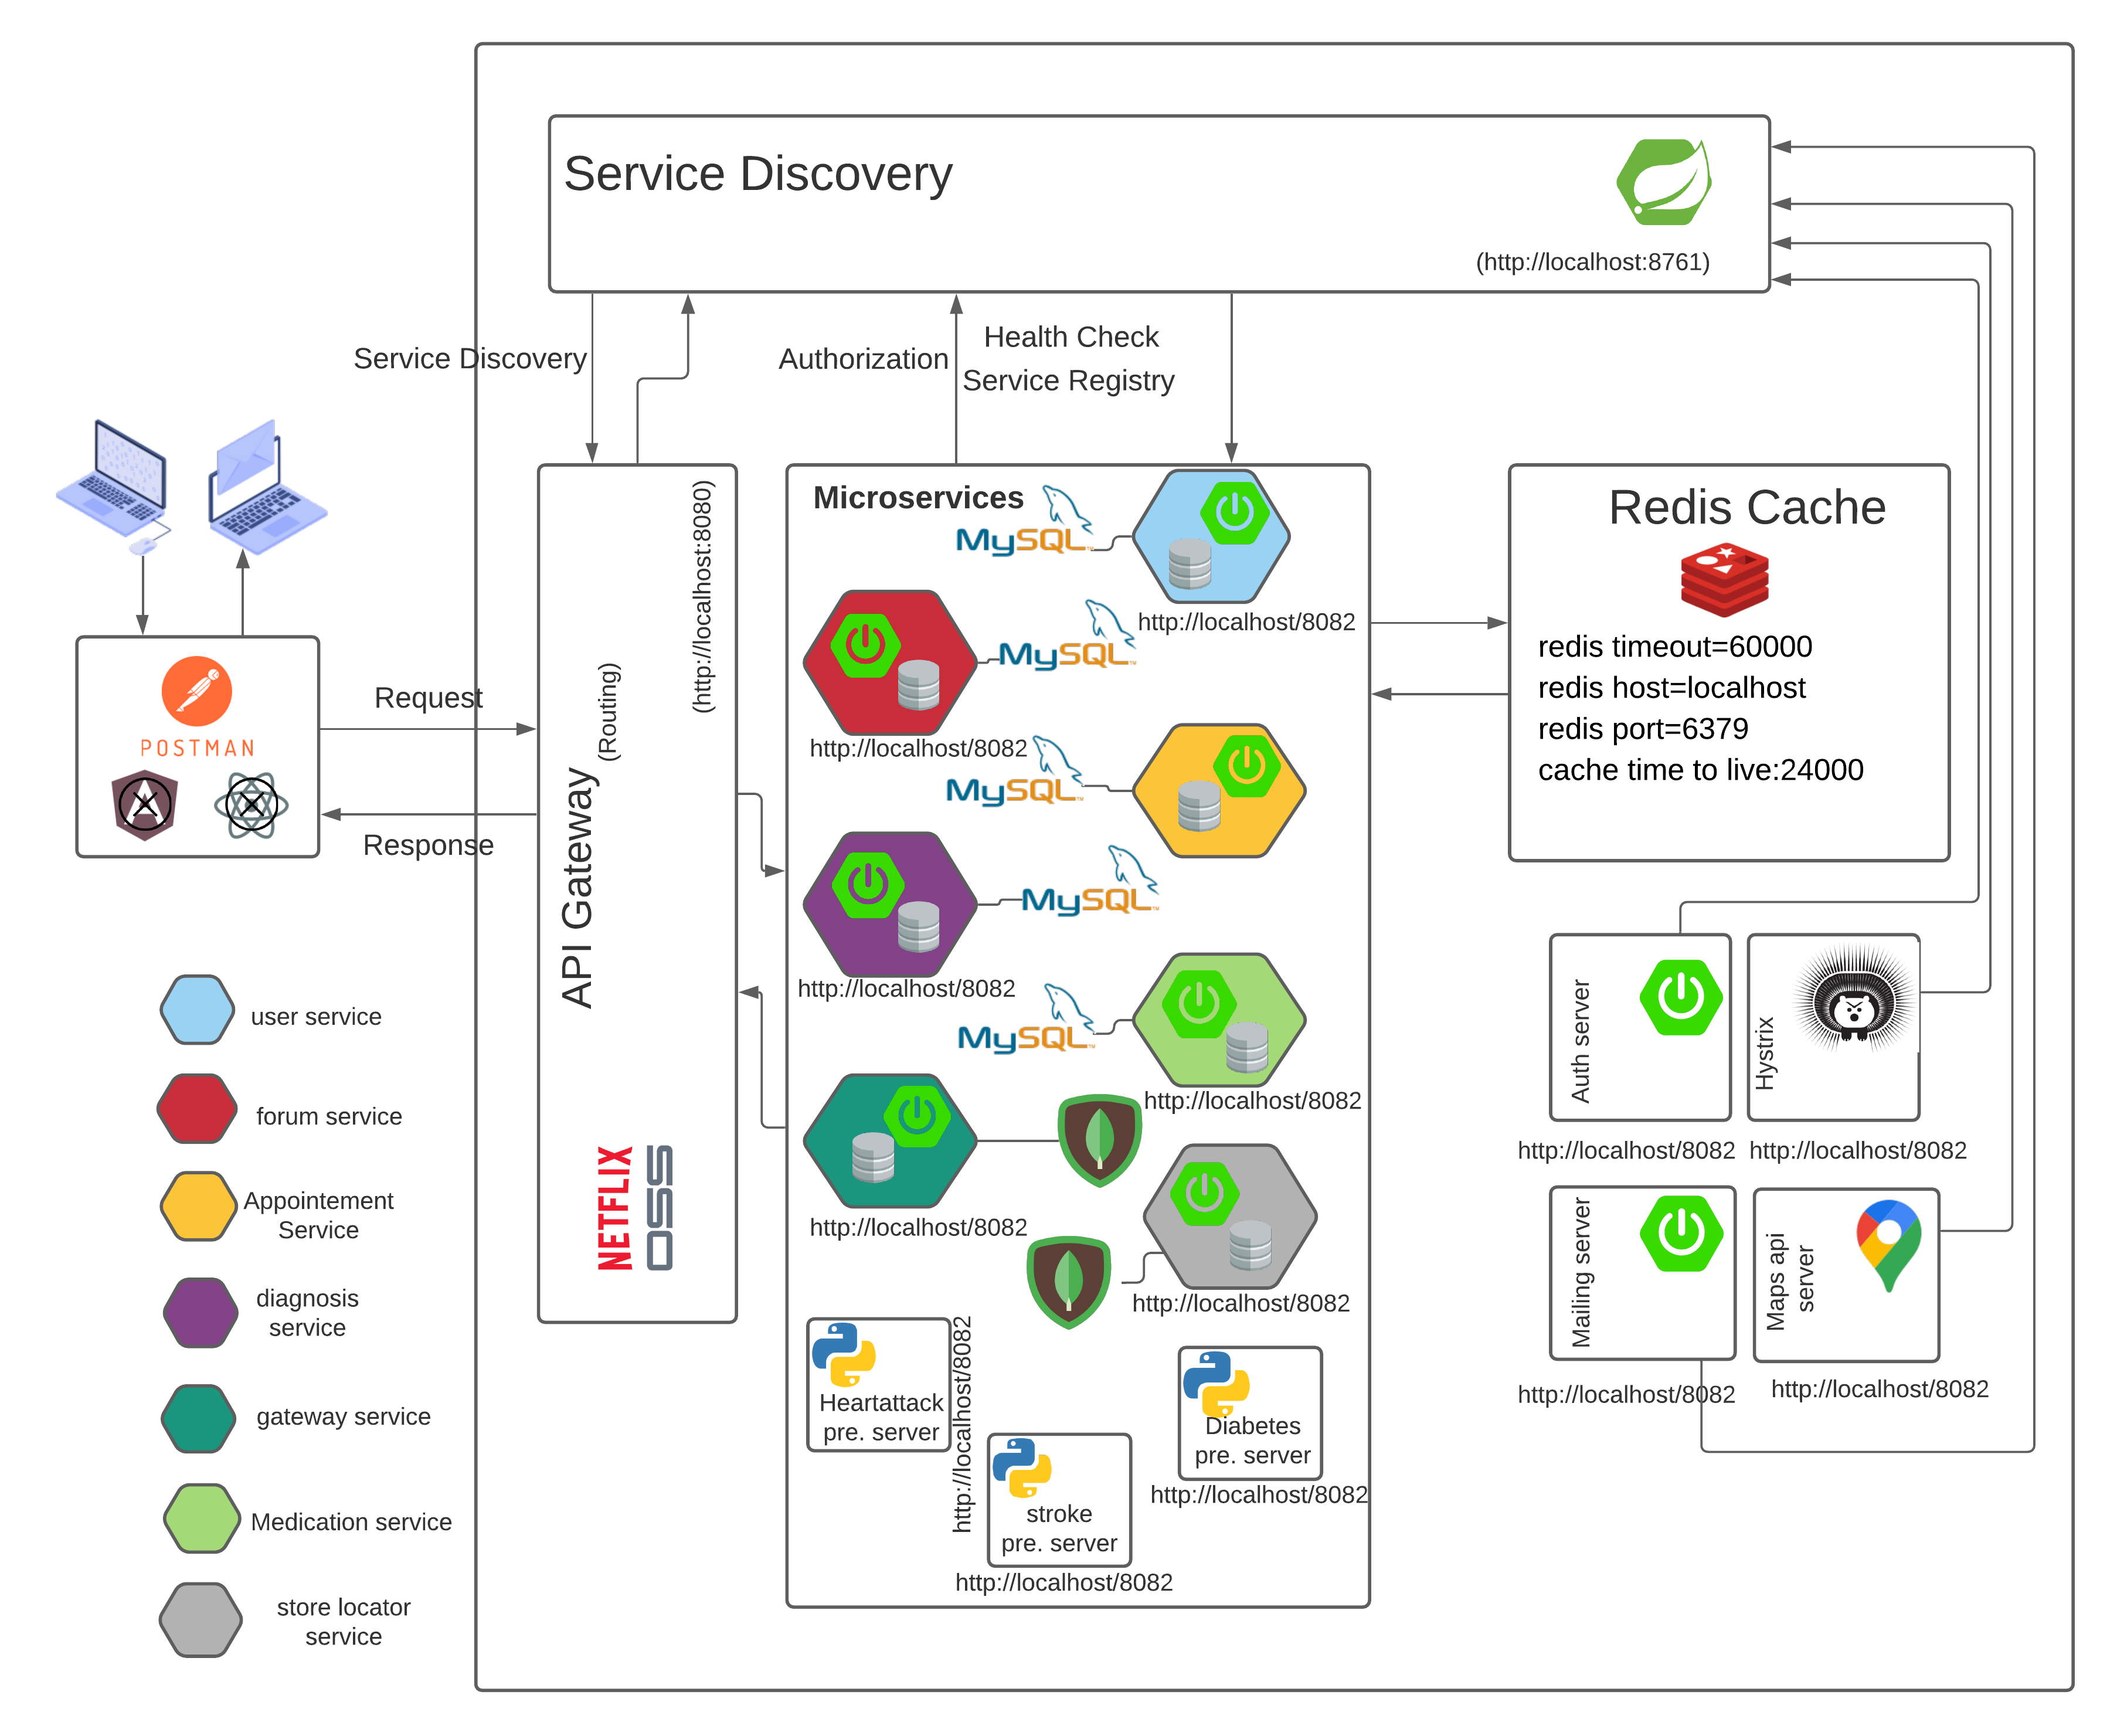 Service Discovery
(http://localhost:8761)
Service Discovery
Authorization
Health Check
Service Registry
POSTMAN
Request
Response
API Gateway
(Routing)
(http://localhost:8080)
NETFLIX
OSS
Microservices
MySQL™
http://localhost/8082
MySQL™
http://localhost/8082
MySQL™
http://localhost/8082
MySQL™
MySQL™
http://localhost/8082
http://localhost/8082
http://localhost/8082
Heartattack
pre. server
http://localhost/8082
stroke
pre. server
http://localhost/8082
Diabetes
pre. server
http://localhost/8082
Redis Cache
redis timeout=60000
redis host=localhost
redis port=6379
cache time to live:24000
Auth server
http://localhost/8082
Hystrix
http://localhost/8082
Mailing server
http://localhost/8082
Maps api
server
http://localhost/8082
user service
forum service
Appointement
Service
diagnosis
service
gateway service
Medication service
store locator
service